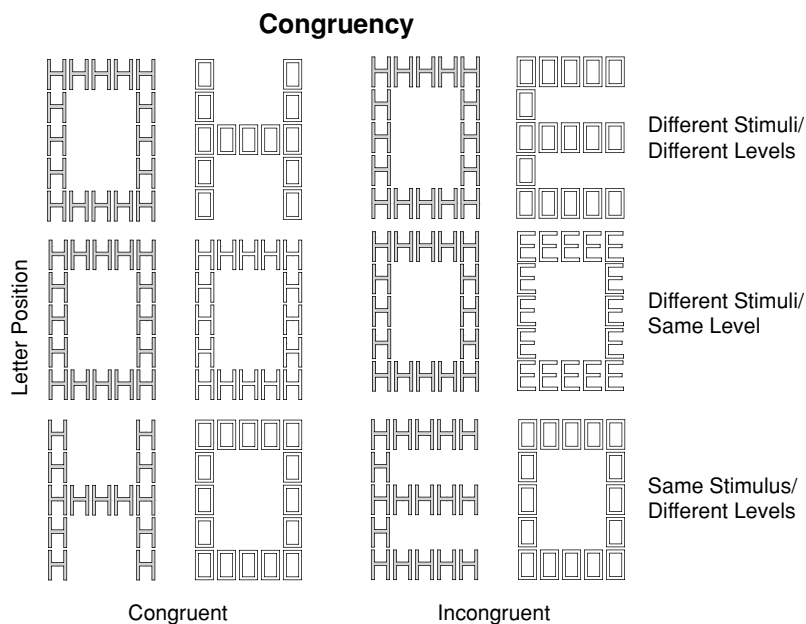 Congruency
Different Stimuli/
Different Levels
Letter Position
Different Stimuli/
Same Level
Same Stimulus/
Different Levels
Congruent
Incongruent